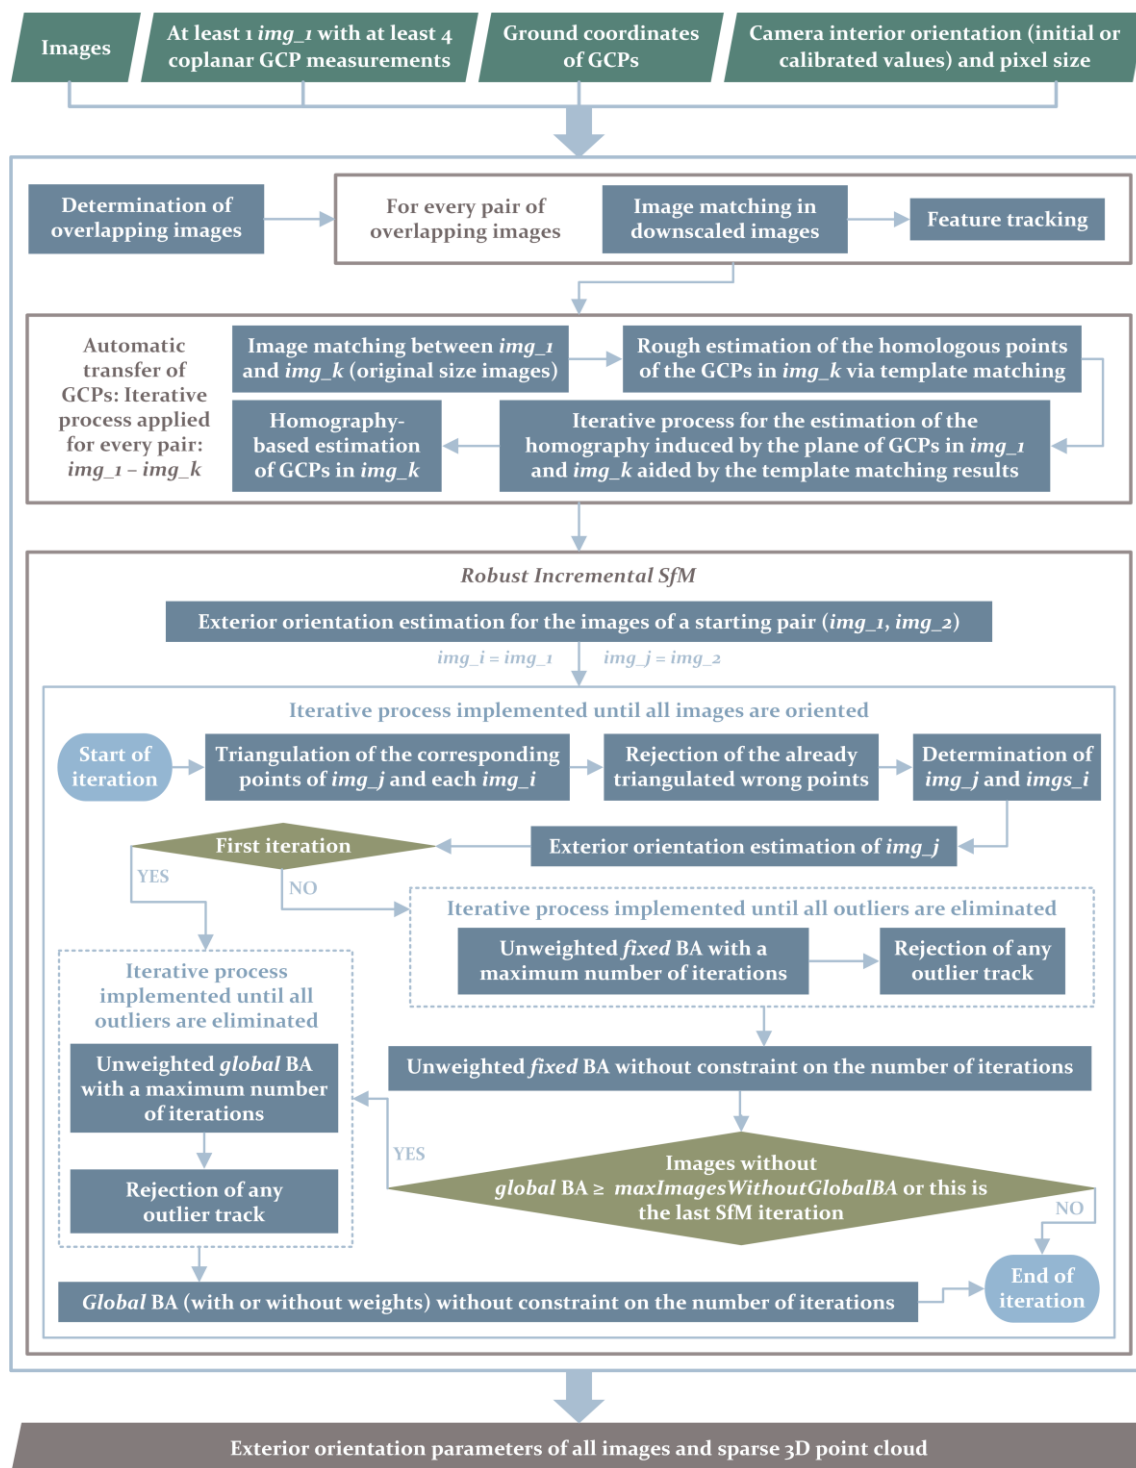 Images
At least 1 img_1 with at least 4
coplanar GCP measurements
Ground coordinates
of GCPs
Camera interior orientation (initial or
calibrated values) and pixel size
Determination of
overlapping images
For every pair of
overlapping images
Image matching in
downscaled images
Feature tracking
Automatic
transfer of
GCPs: Iterative
process applied
for every pair:
img_1 – img_k
Image matching between img_1
and img_k (original size images)
Rough estimation of the homologous points
of the GCPs in img_k via template matching
Homography-
based estimation
of GCPs in img_k
Iterative process for the estimation of the
homography induced by the plane of GCPs in img_1
and img_k aided by the template matching results
Robust Incremental SfM
Exterior orientation estimation for the images of a starting pair (img_1, img_2)
img_i = img_1
img_j = img_2
Iterative process implemented until all images are oriented
Start of
iteration
Triangulation of the corresponding
points of img_j and each img_i
Rejection of the already
triangulated wrong points
Determination of
img_j and imgs_i
First iteration
Exterior orientation estimation of img_j
YES
NO
Iterative process implemented until all outliers are eliminated
Unweighted fixed BA with a
maximum number of iterations
Rejection of any
outlier track
Iterative process
implemented until all
outliers are eliminated
Unweighted global BA
with a maximum number
of iterations
Rejection of any
outlier track
Unweighted fixed BA without constraint on the number of iterations
YES
Images without
global BA ≥ maxImagesWithoutGlobalBA or this is
the last SfM iteration
NO
Global BA (with or without weights) without constraint on the number of iterations
End of
iteration
Exterior orientation parameters of all images and sparse 3D point cloud